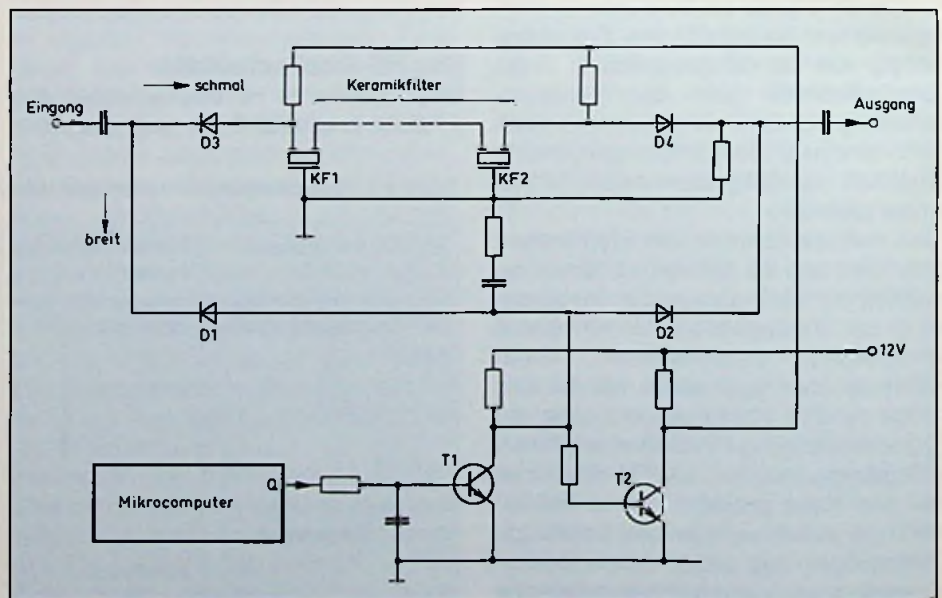 schmal
Keramikfilter
Eingang
Ausgang
D3
D4
KF1
KF2
breit
D1
D2
12V
T1
T2
Q
Mikrocomputer